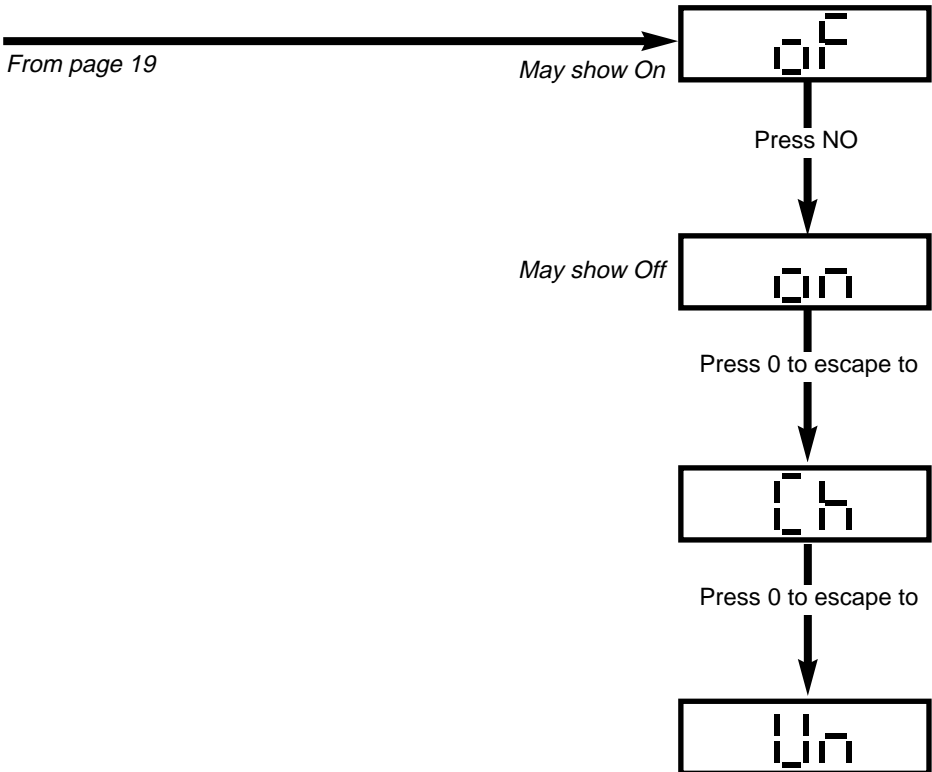 oF
From page 19
May show On
Press NO
May show Off
on
Press 0 to escape to
Ch
Press 0 to escape to
Un